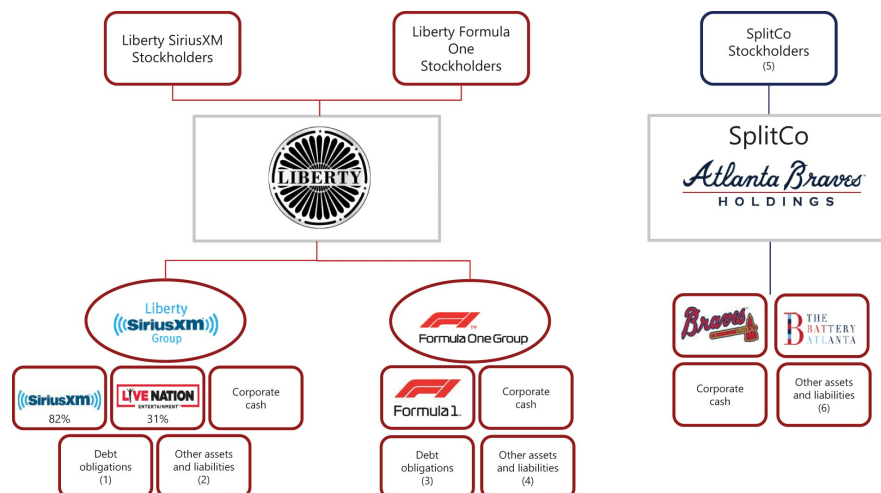 Liberty SiriusXM
Stockholders
Liberty Formula
One
Stockholders
SplitCo
Stockholders
(5)
LIBERTY
SplitCo
Atlanta Braves
HOLDINGS
Liberty
((SiriusXM))
Group
F1 TM
Formula One Group
Braves
THE
BATTERY
ATLANTA
((SiriusXM))
82%
LIVE NATION
ENTERTAINMENT
31%
Corporate
cash
F1
Formula 1
Corporate
cash
Corporate
cash
Other assets
and liabilities
(6)
Debt
obligations
(1)
Other assets
and liabilities
(2)
Debt
obligations
(3)
Other assets
and liabilities
(4)